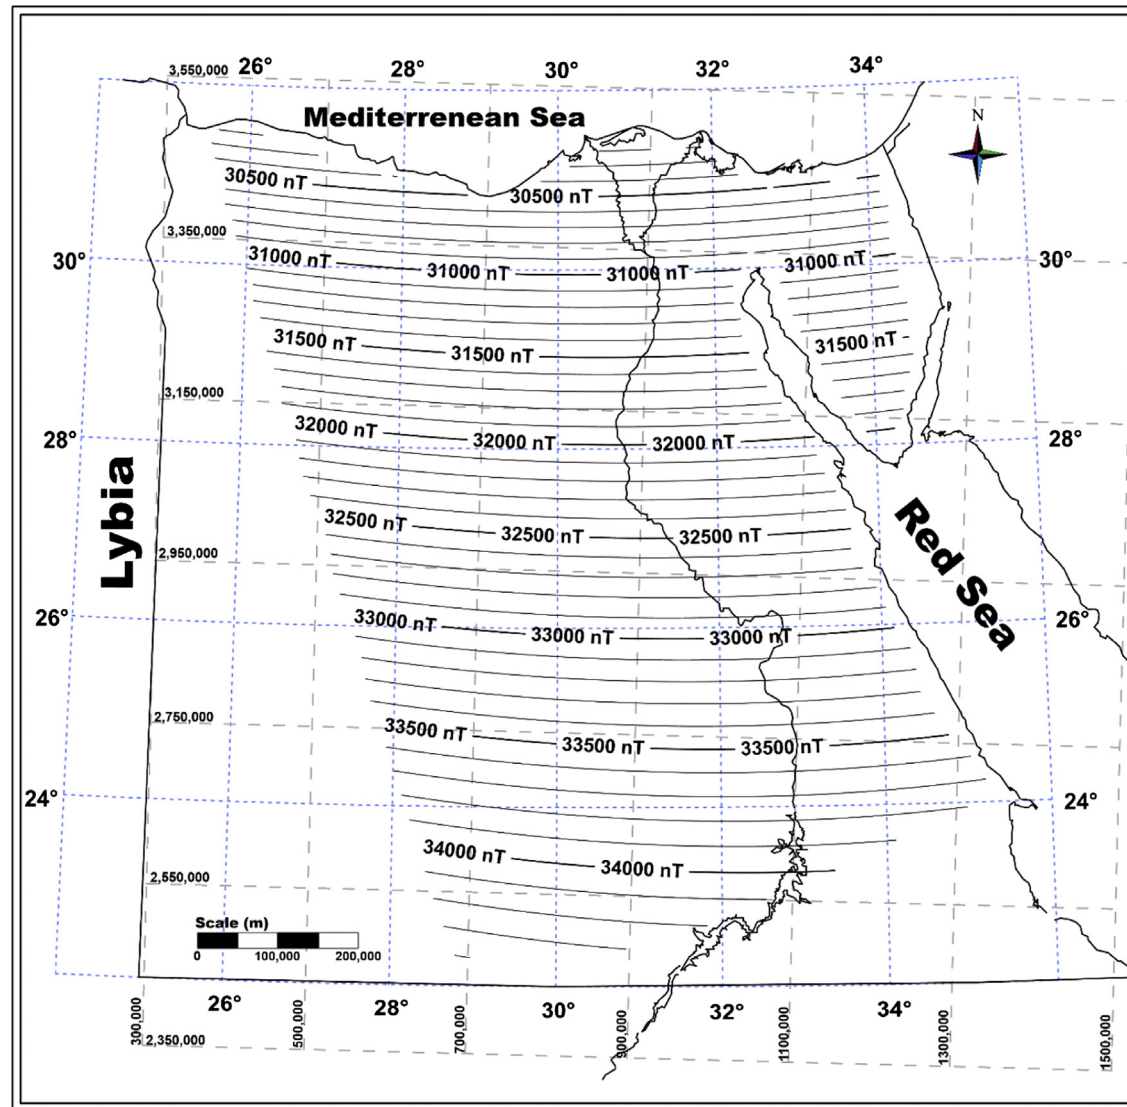 3,550,000
26°
28°
30°
32°
34°
Mediterrenean Sea
N
30500 nT
30500 nT
3,350,000
30°
31000 nT
31000 nT
31000 nT
31000 nT
30°
31500 nT
31500 nT
31500 nT
3,150,000
28°
32000 nT
32000 nT
32000 nT
28°
Lybia
Red Sea
32500 nT
32500 nT
32500 nT
2,950,000
26°
33000 nT
33000 nT
33000 nT
26°
2,750,000
33500 nT
33500 nT
33500 nT
24°
24°
34000 nT
34000 nT
2,550,000
Scale (m)
0
100,000
200,000
26°
28°
30°
32°
34°
300,000
500,000
700,000
900,000
1100,000
1300,000
1500,000
2,350,000